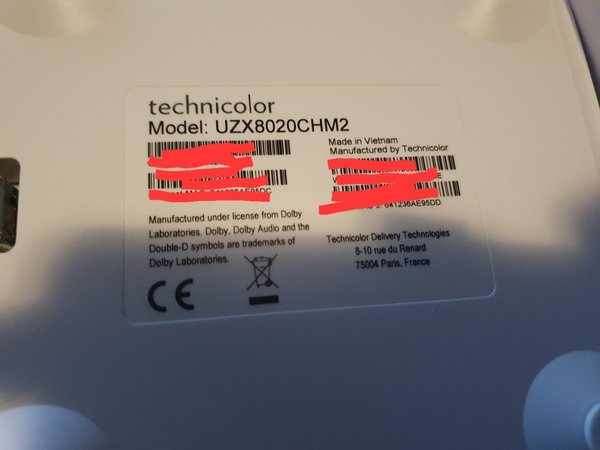 technicolor
Model: UZX8020CHM2
Made in Vietnam
Manufactured by Technicolor
641236AE95DD
Manufactured under license from Dolby
Laboratories. Dolby, Dolby Audio and the
Double-D symbols are trademarks of
Dolby Laboratories.
Technicolor Delivery Technologies
8-10 rue du Renard
75004 Paris, France
CE